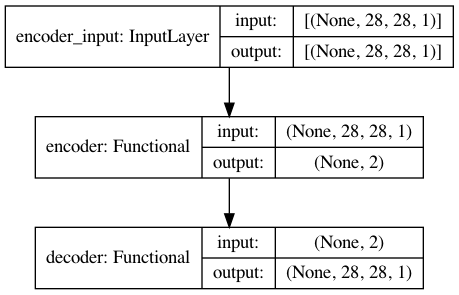 encoder_input: InputLayer
input: [(None, 28, 28, 1)]
output: [(None, 28, 28, 1)]
encoder: Functional
input: (None, 28, 28, 1)
output: (None, 2)
decoder: Functional
input: (None, 2)
output: (None, 28, 28, 1)